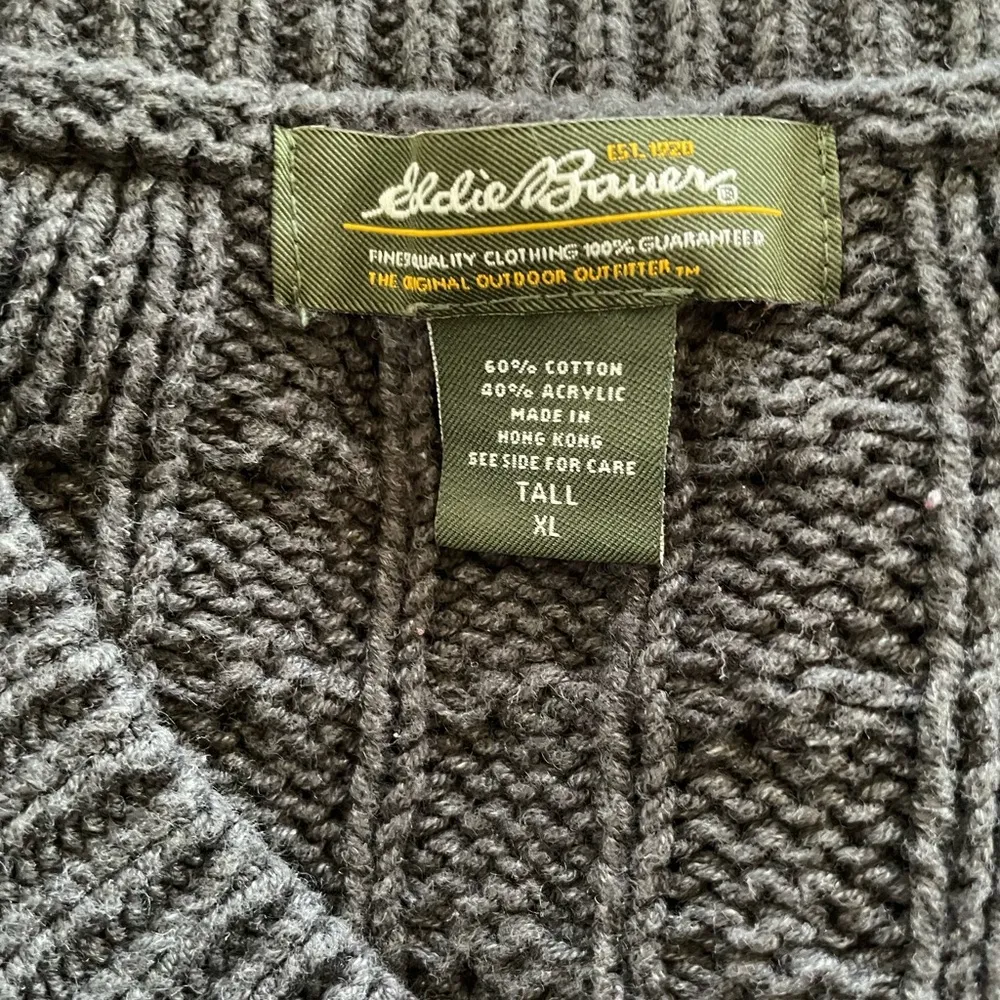 EST. 1920
Eddie Bauer®
FINEST QUALITY CLOTHING 100% GUARANTEED
THE ORIGINAL OUTDOOR OUTFITTER TM
60% COTTON
40% ACRYLIC
MADE IN
HONG KONG
SEE SIDE FOR CARE
TALL
XL